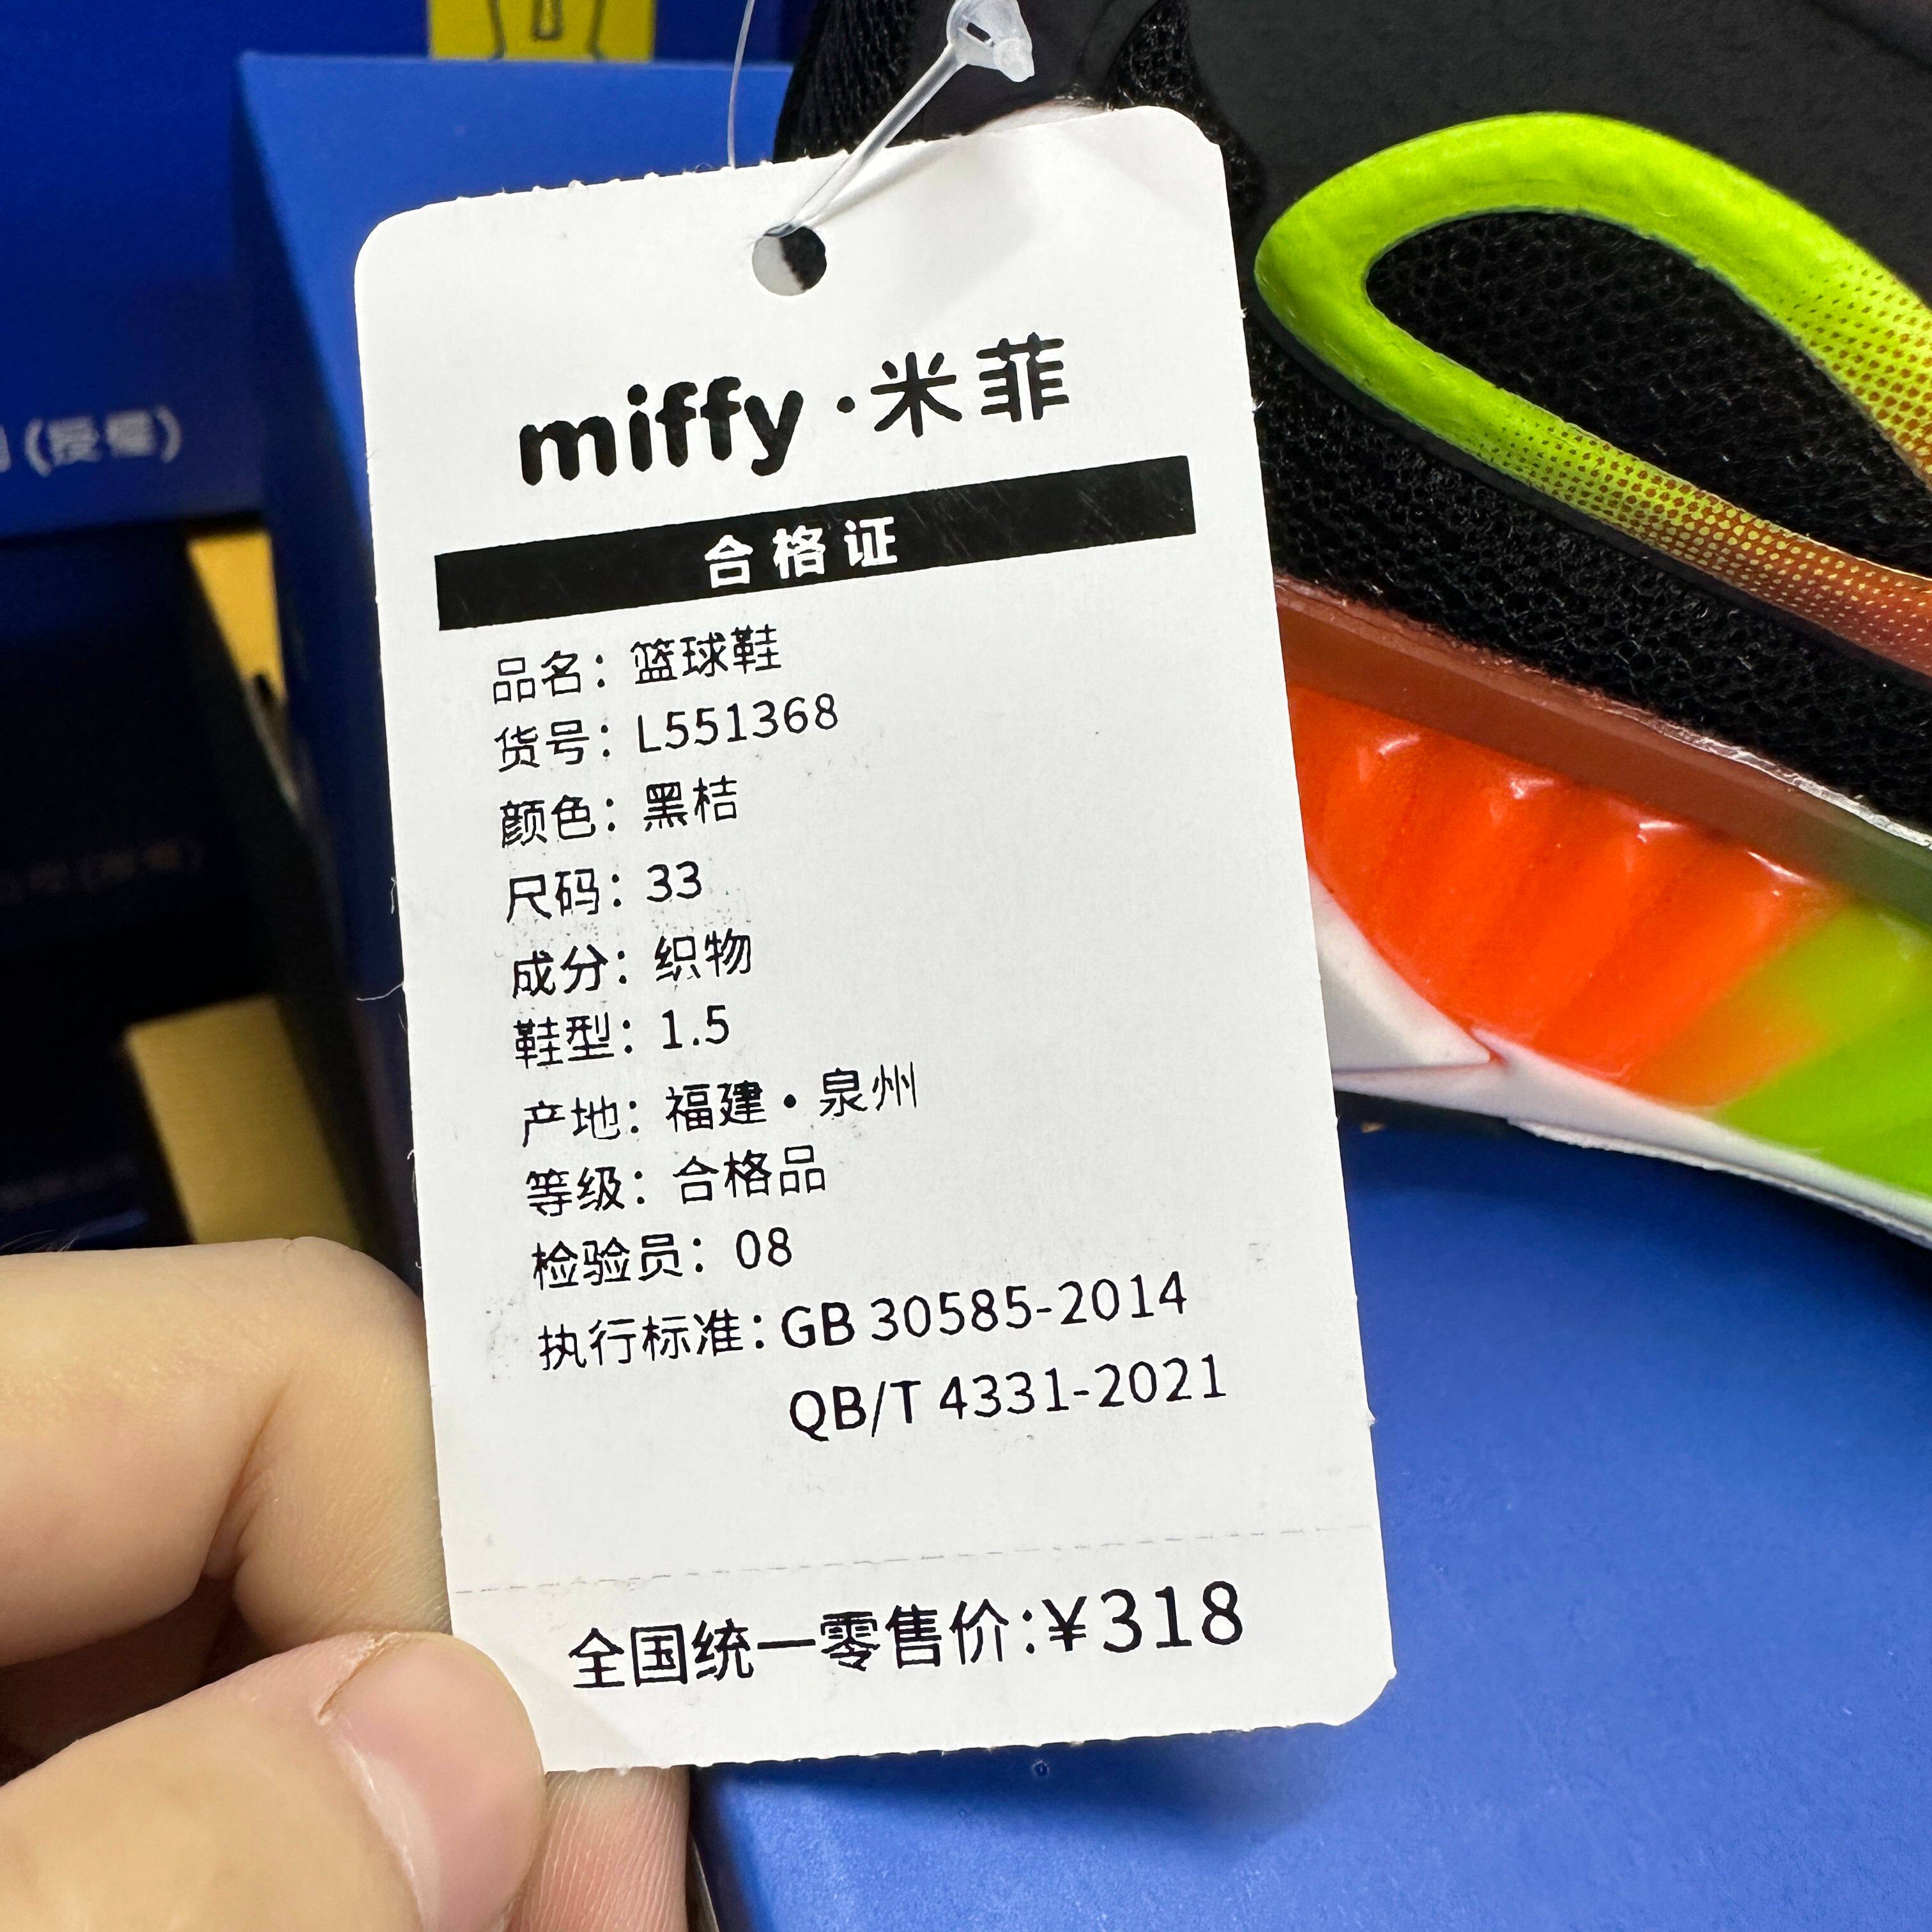 miffy·米菲
合格证
品名：篮球鞋
货号：L551368
颜色：黑桔
尺码：33
成分：织物
鞋型：1.5
产地：福建·泉州
等级：合格品
检验员：08
执行标准：GB 30585-2014
QB/T 4331-2021
全国统一零售价:¥318